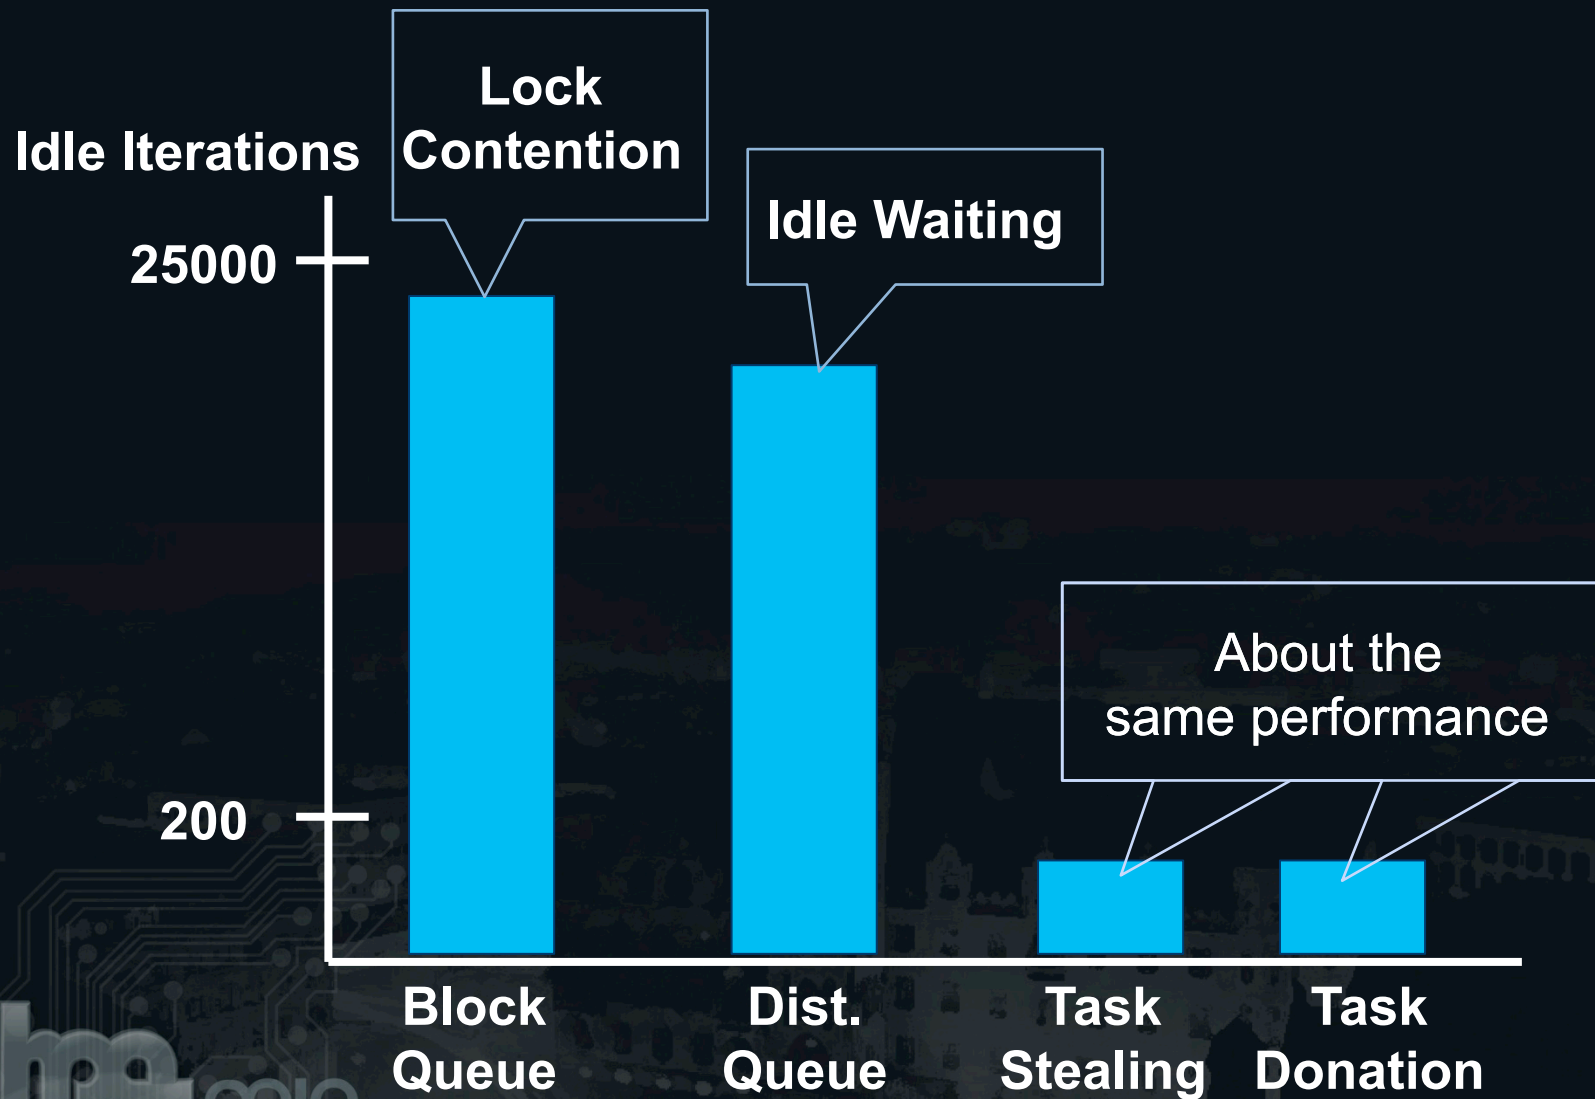 Lock
Contention
Idle Iterations
Idle Waiting
25000
About the
same performance
200
Block
Queue
Dist.
Queue
Task
Stealing
Task
Donation